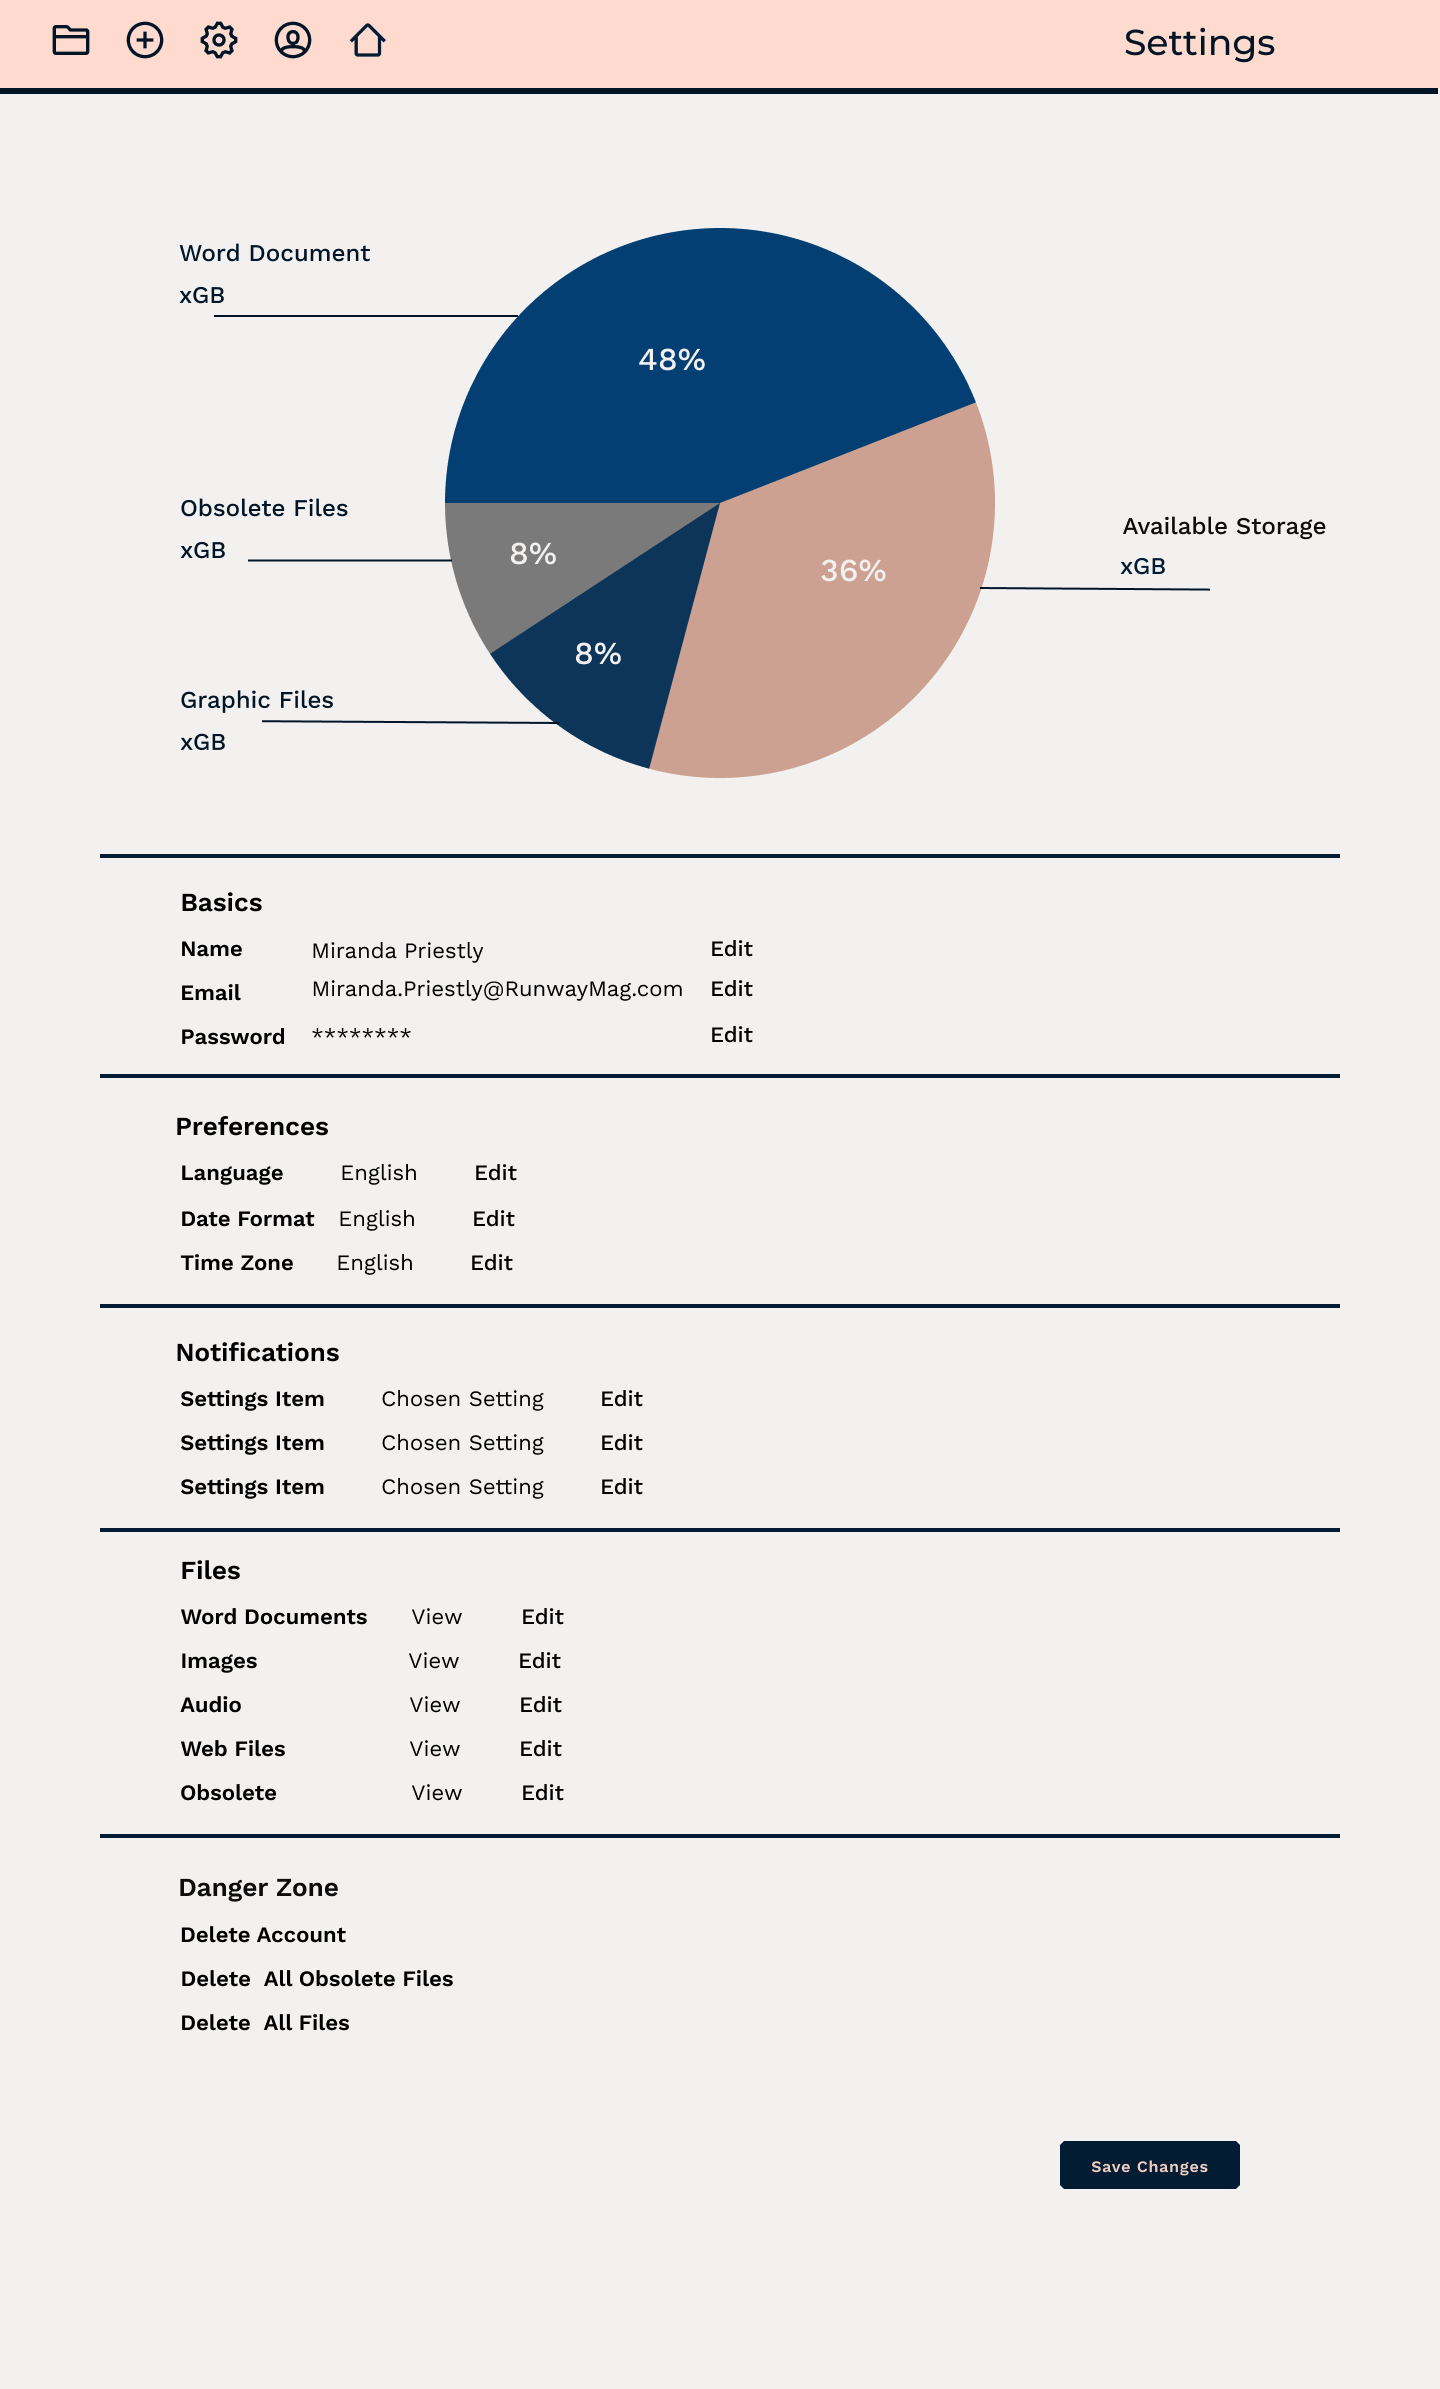 Settings
Word Document
xGB
48%
Obsolete Files
xGB
8%
36%
Available Storage
xGB
8%
Graphic Files
xGB
Basics
Name Miranda Priestly Edit
Email Miranda.Priestly@RunwayMag.com Edit
Password ******** Edit
Preferences
Language English Edit
Date Format English Edit
Time Zone English Edit
Notifications
Settings Item Chosen Setting Edit
Settings Item Chosen Setting Edit
Settings Item Chosen Setting Edit
Files
Word Documents View Edit
Images View Edit
Audio View Edit
Web Files View Edit
Obsolete View Edit
Danger Zone
Delete Account
Delete All Obsolete Files
Delete All Files
Save Changes